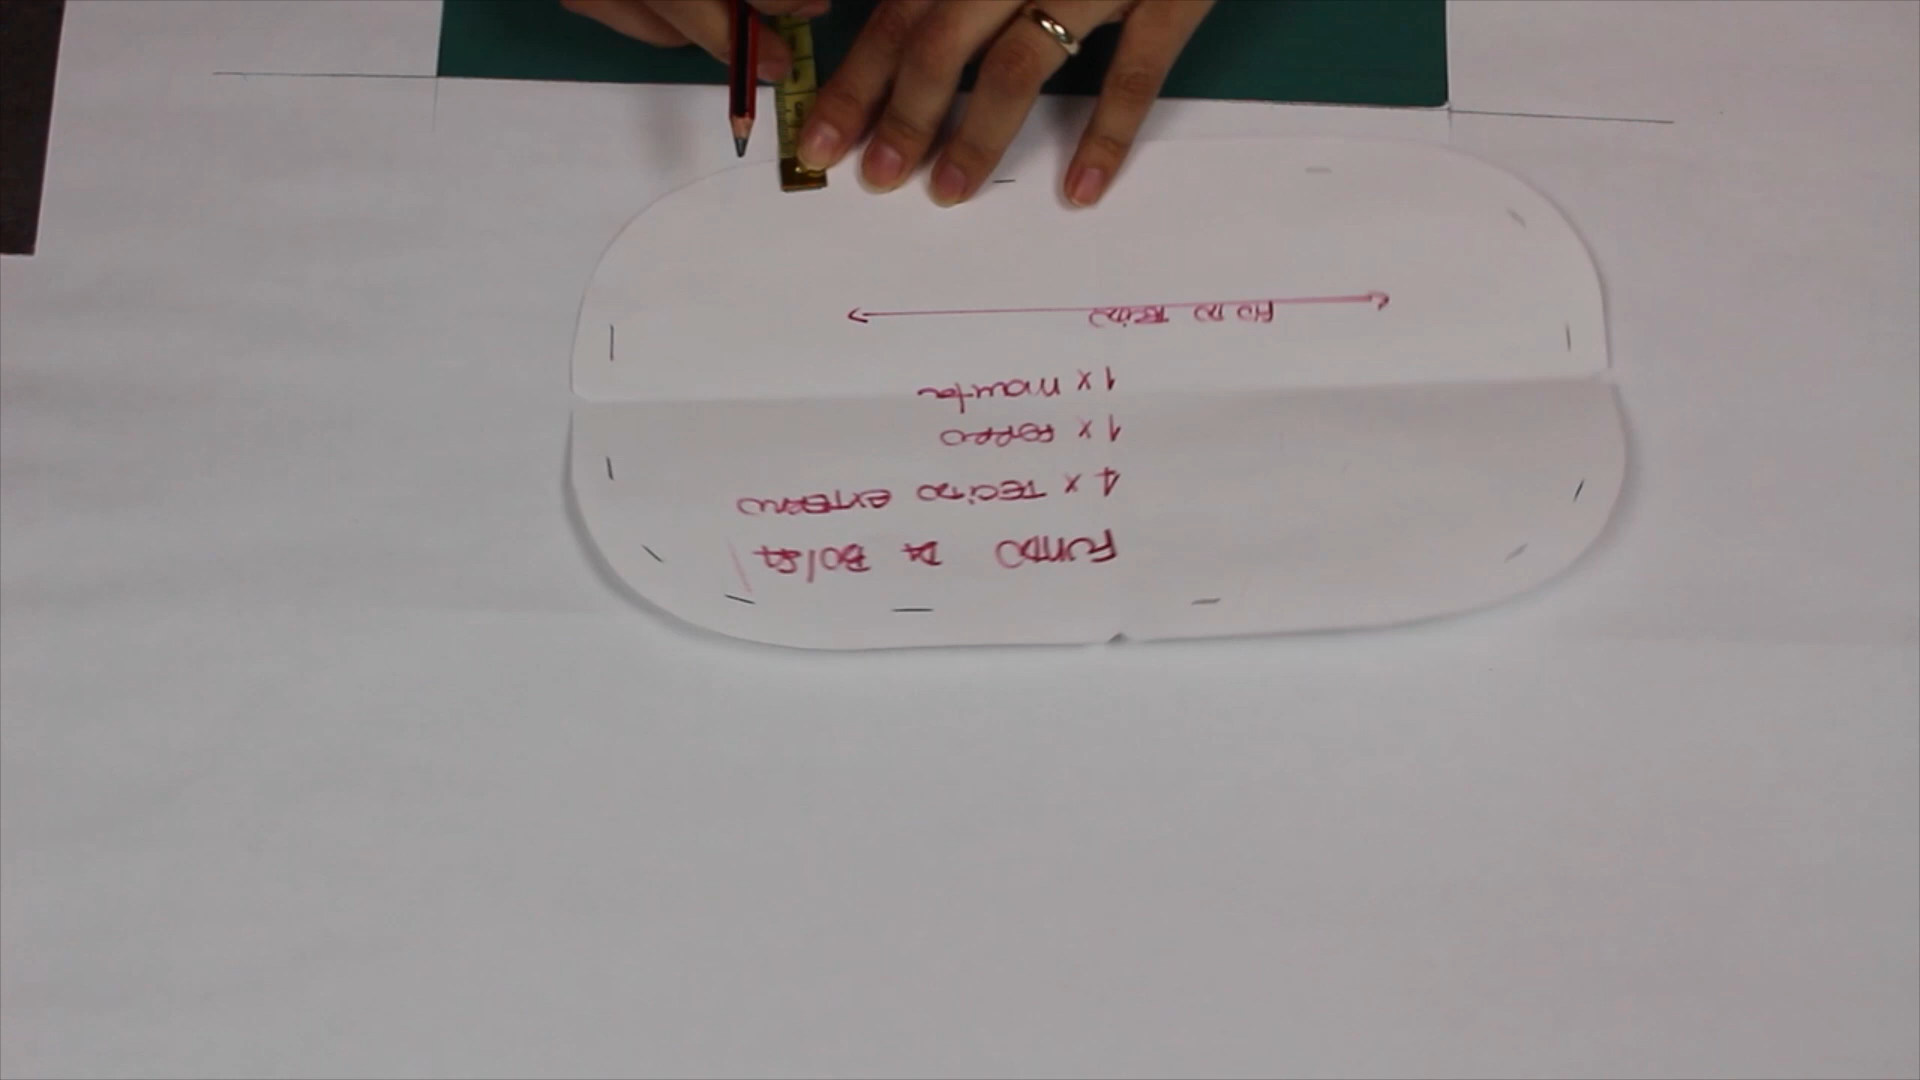 FUNDO DA BOLSA
4 x TECIDO EXTERNO
1 x FORRO
1 x manta
FIO DO TECIDO